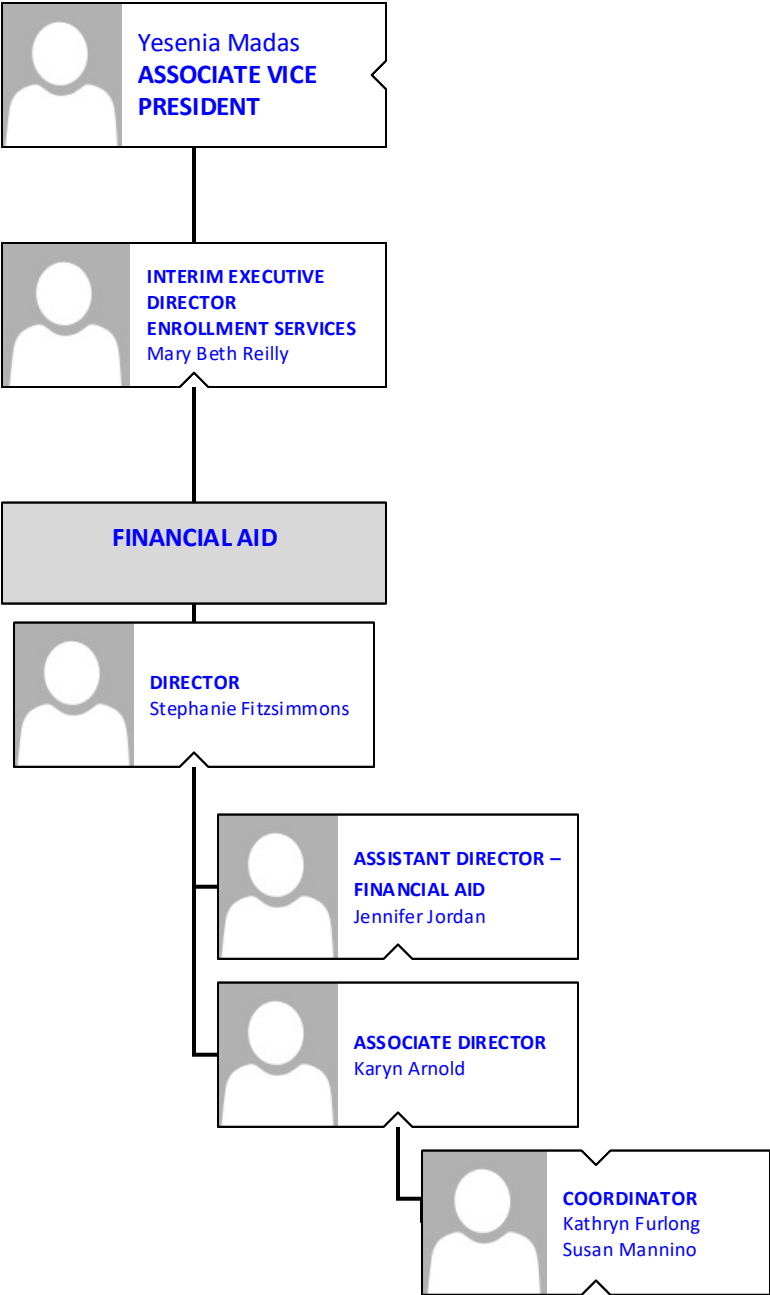 Yesenia Madas
ASSOCIATE VICE
PRESIDENT
INTERIM EXECUTIVE
DIRECTOR
ENROLLMENT SERVICES
Mary Beth Reilly
FINANCIAL AID
DIRECTOR
Stephanie Fitzsimmons
ASSISTANT DIRECTOR –
FINANCIAL AID
Jennifer Jordan
ASSOCIATE DIRECTOR
Karyn Arnold
COORDINATOR
Kathryn Furlong
Susan Mannino